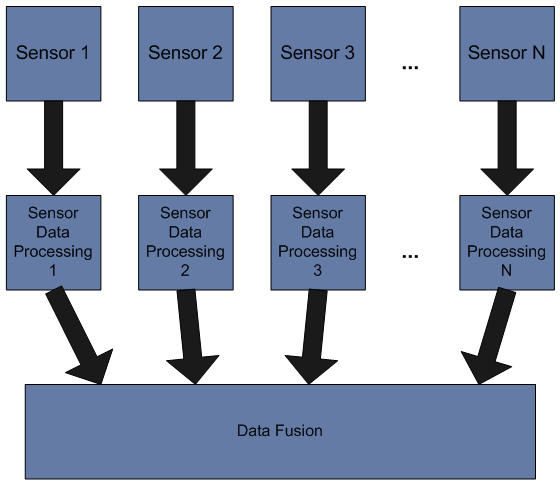 Sensor 1
Sensor 2
Sensor 3
...
Sensor N
Sensor
Data
Processing
1
Sensor
Data
Processing
2
Sensor
Data
Processing
3
...
Sensor
Data
Processing
N
Data Fusion